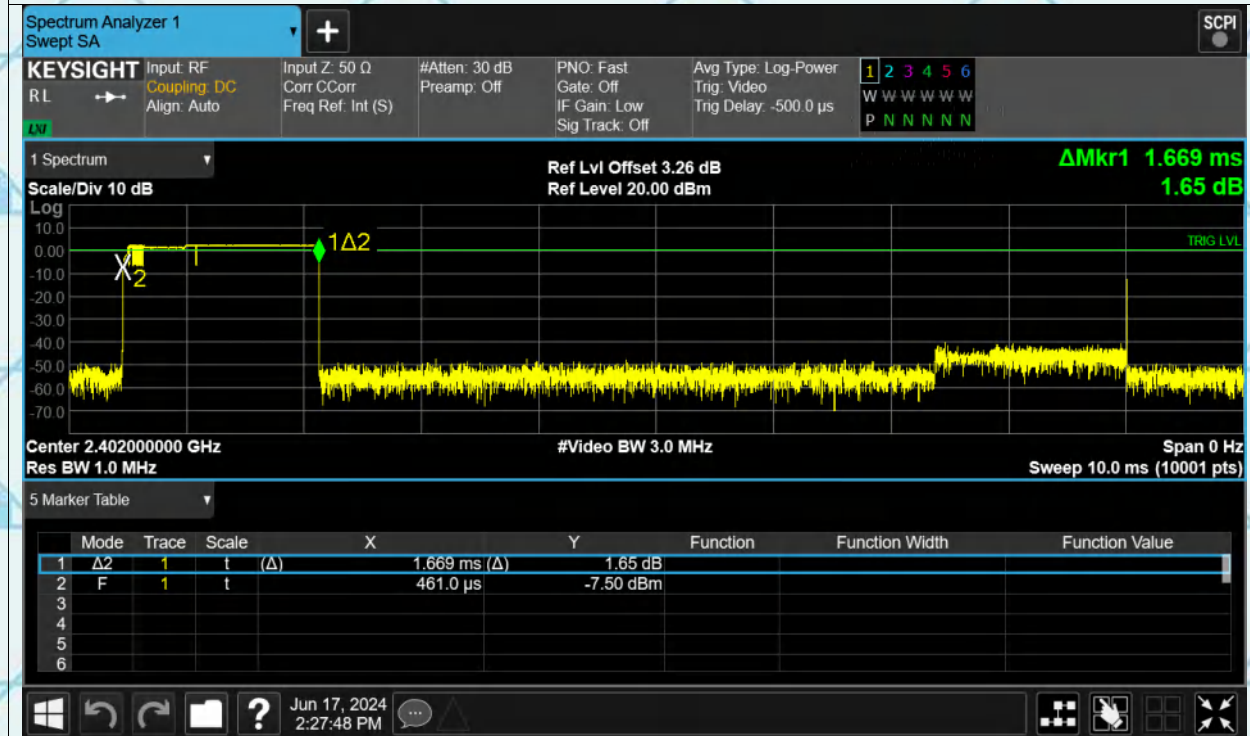 Spectrum Analyzer 1
Swept SA
+
SCPI
KEYSIGHT Input: RF Input Z: 50 Ω #Atten: 30 dB PNO: Fast Avg Type: Log-Power 1 2 3 4 5 6
RL Coupling: DC Corr CCorr Preamp: Off Gate: Off Trig: Video W W W W W W
Align: Auto Freq Ref: Int (S) IF Gain: Low Trig Delay: -500.0 µs P N N N N N
LXI Sig Track: Off
1 Spectrum Ref Lvl Offset 3.26 dB ΔMkr1 1.669 ms
Scale/Div 10 dB Ref Level 20.00 dBm 1.65 dB
Log
10.0
0.00 1Δ2 TRIG LVL
-10.0 2
-20.0
-30.0
-40.0
-50.0
-60.0
-70.0
Center 2.402000000 GHz #Video BW 3.0 MHz Span 0 Hz
Res BW 1.0 MHz Sweep 10.0 ms (10001 pts)
5 Marker Table
Mode Trace Scale X Y Function Function Width Function Value
1 Δ2 1 t (Δ) 1.669 ms (Δ) 1.65 dB
2 F 1 t 461.0 µs -7.50 dBm
3
4
5
6
? Jun 17, 2024
2:27:48 PM